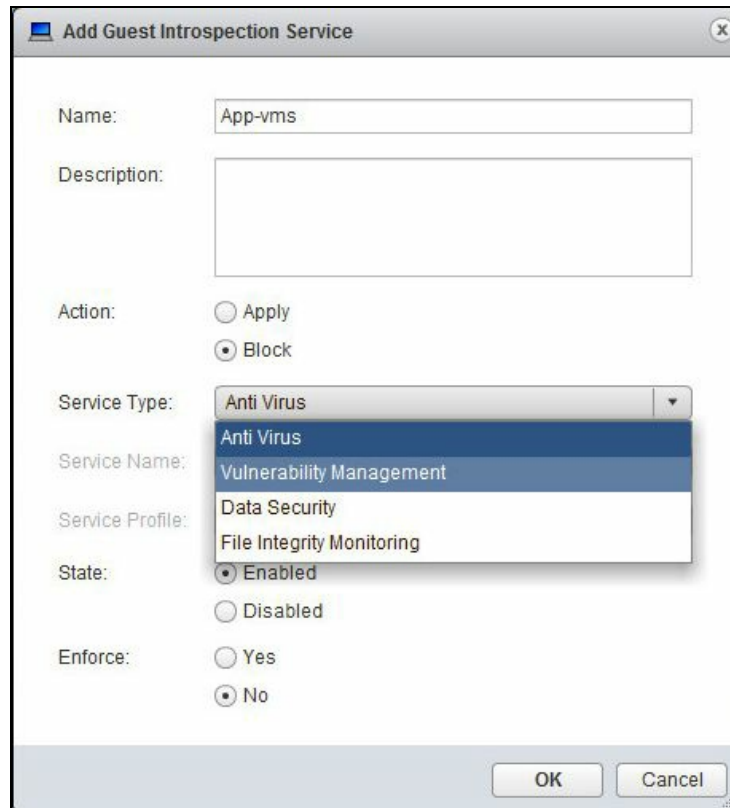 Add Guest Introspection Service
Name: App-vms
Description:
Action: Apply
Block
Service Type: Anti Virus
Anti Virus
Service Name:
Vulnerability Management
Data Security
Service Profile:
File Integrity Monitoring
State: Enabled
Disabled
Enforce: Yes
No
OK Cancel